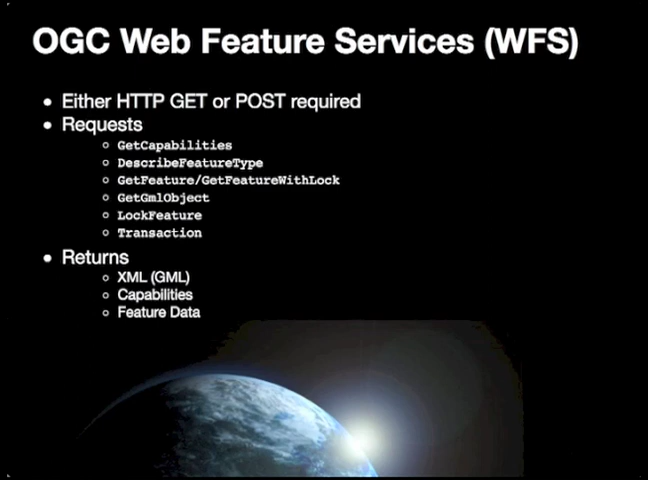 OGC Web Feature Services (WFS)
• Either HTTP GET or POST required
• Requests
○ GetCapabilities
○ DescribeFeatureType
○ GetFeature/GetFeatureWithLock
○ GetGmlObject
○ LockFeature
○ Transaction
• Returns
○ XML (GML)
○ Capabilities
○ Feature Data